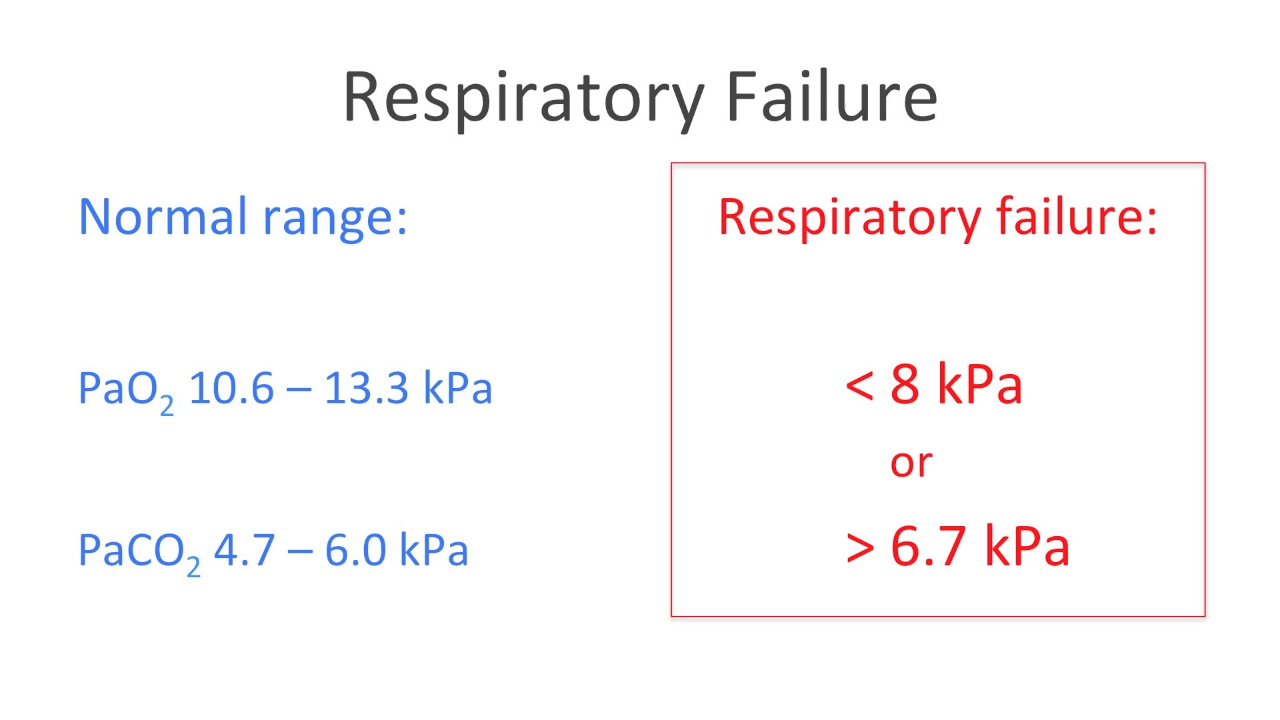 Respiratory Failure
Normal range:
PaO₂ 10.6 – 13.3 kPa
PaCO₂ 4.7 – 6.0 kPa
Respiratory failure:
< 8 kPa
or
> 6.7 kPa